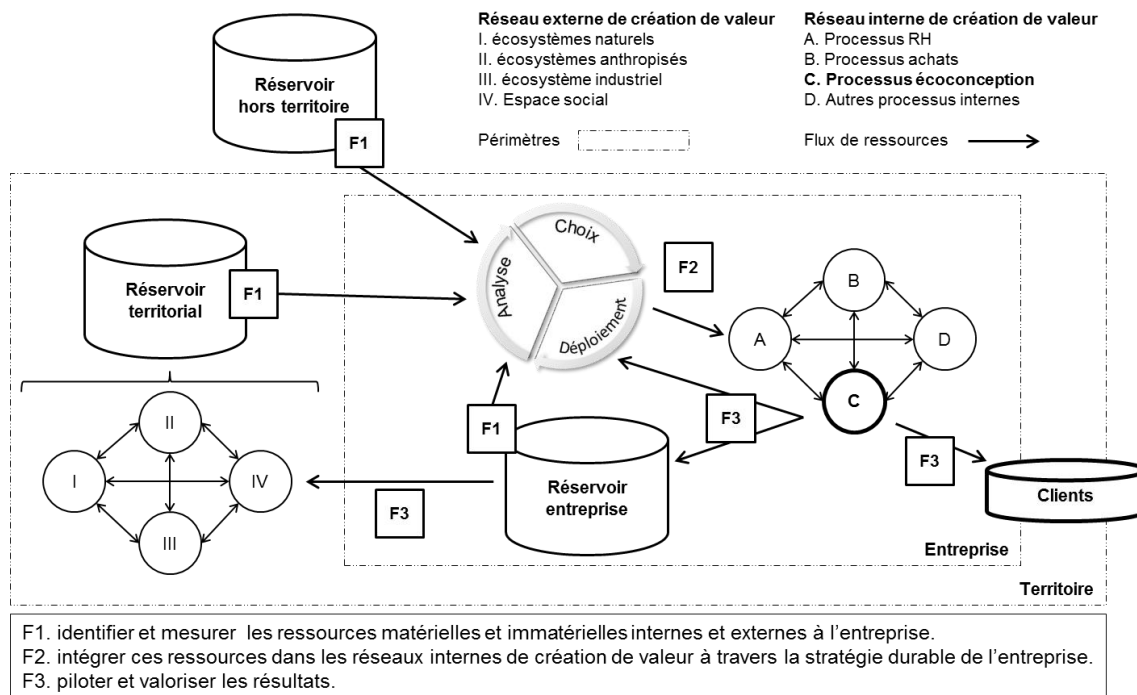 Réseau externe de création de valeur
I. écosystèmes naturels
II. écosystèmes anthropisés
III. écosystème industriel
IV. Espace social
Périmètres
Réseau interne de création de valeur
A. Processus RH
B. Processus achats
C. Processus écoconception
D. Autres processus internes
Flux de ressources
Réservoir
hors territoire
F1
Réservoir
territorial
F1
Choix
Analyse
Déploiement
F2
B
A
D
C
F1
F3
F3
Réservoir
entreprise
Clients
II
I
IV
III
F3
Entreprise
Territoire
F1. identifier et mesurer les ressources matérielles et immatérielles internes et externes à l’entreprise.
F2. intégrer ces ressources dans les réseaux internes de création de valeur à travers la stratégie durable de l’entreprise.
F3. piloter et valoriser les résultats.